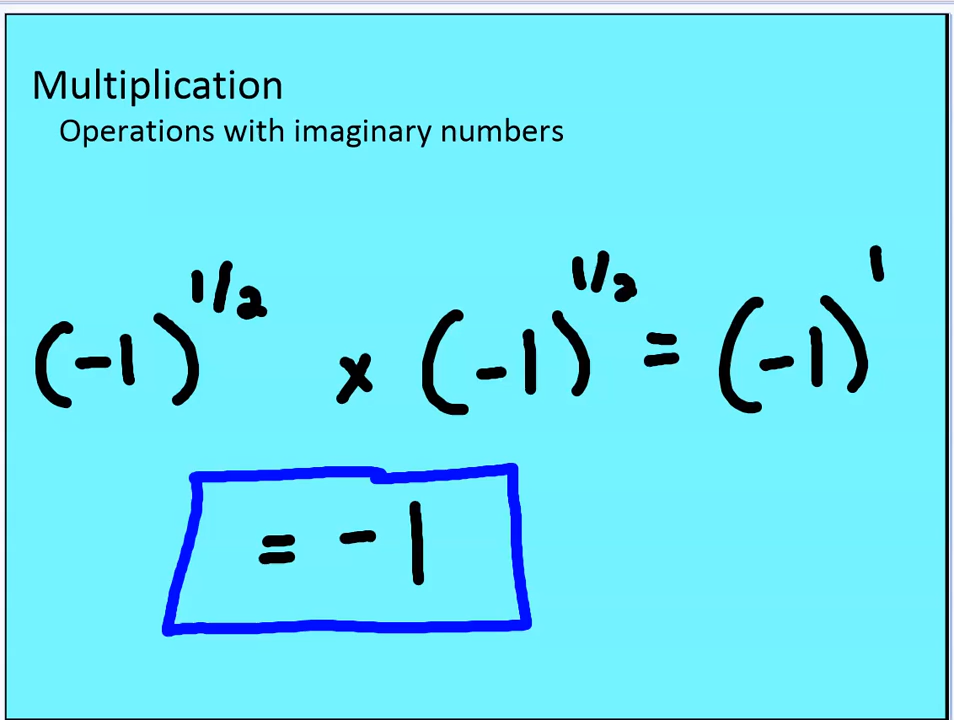 Multiplication
Operations with imaginary numbers
(-1)^1/2 x (-1)^1/2 = (-1)^1
= -1